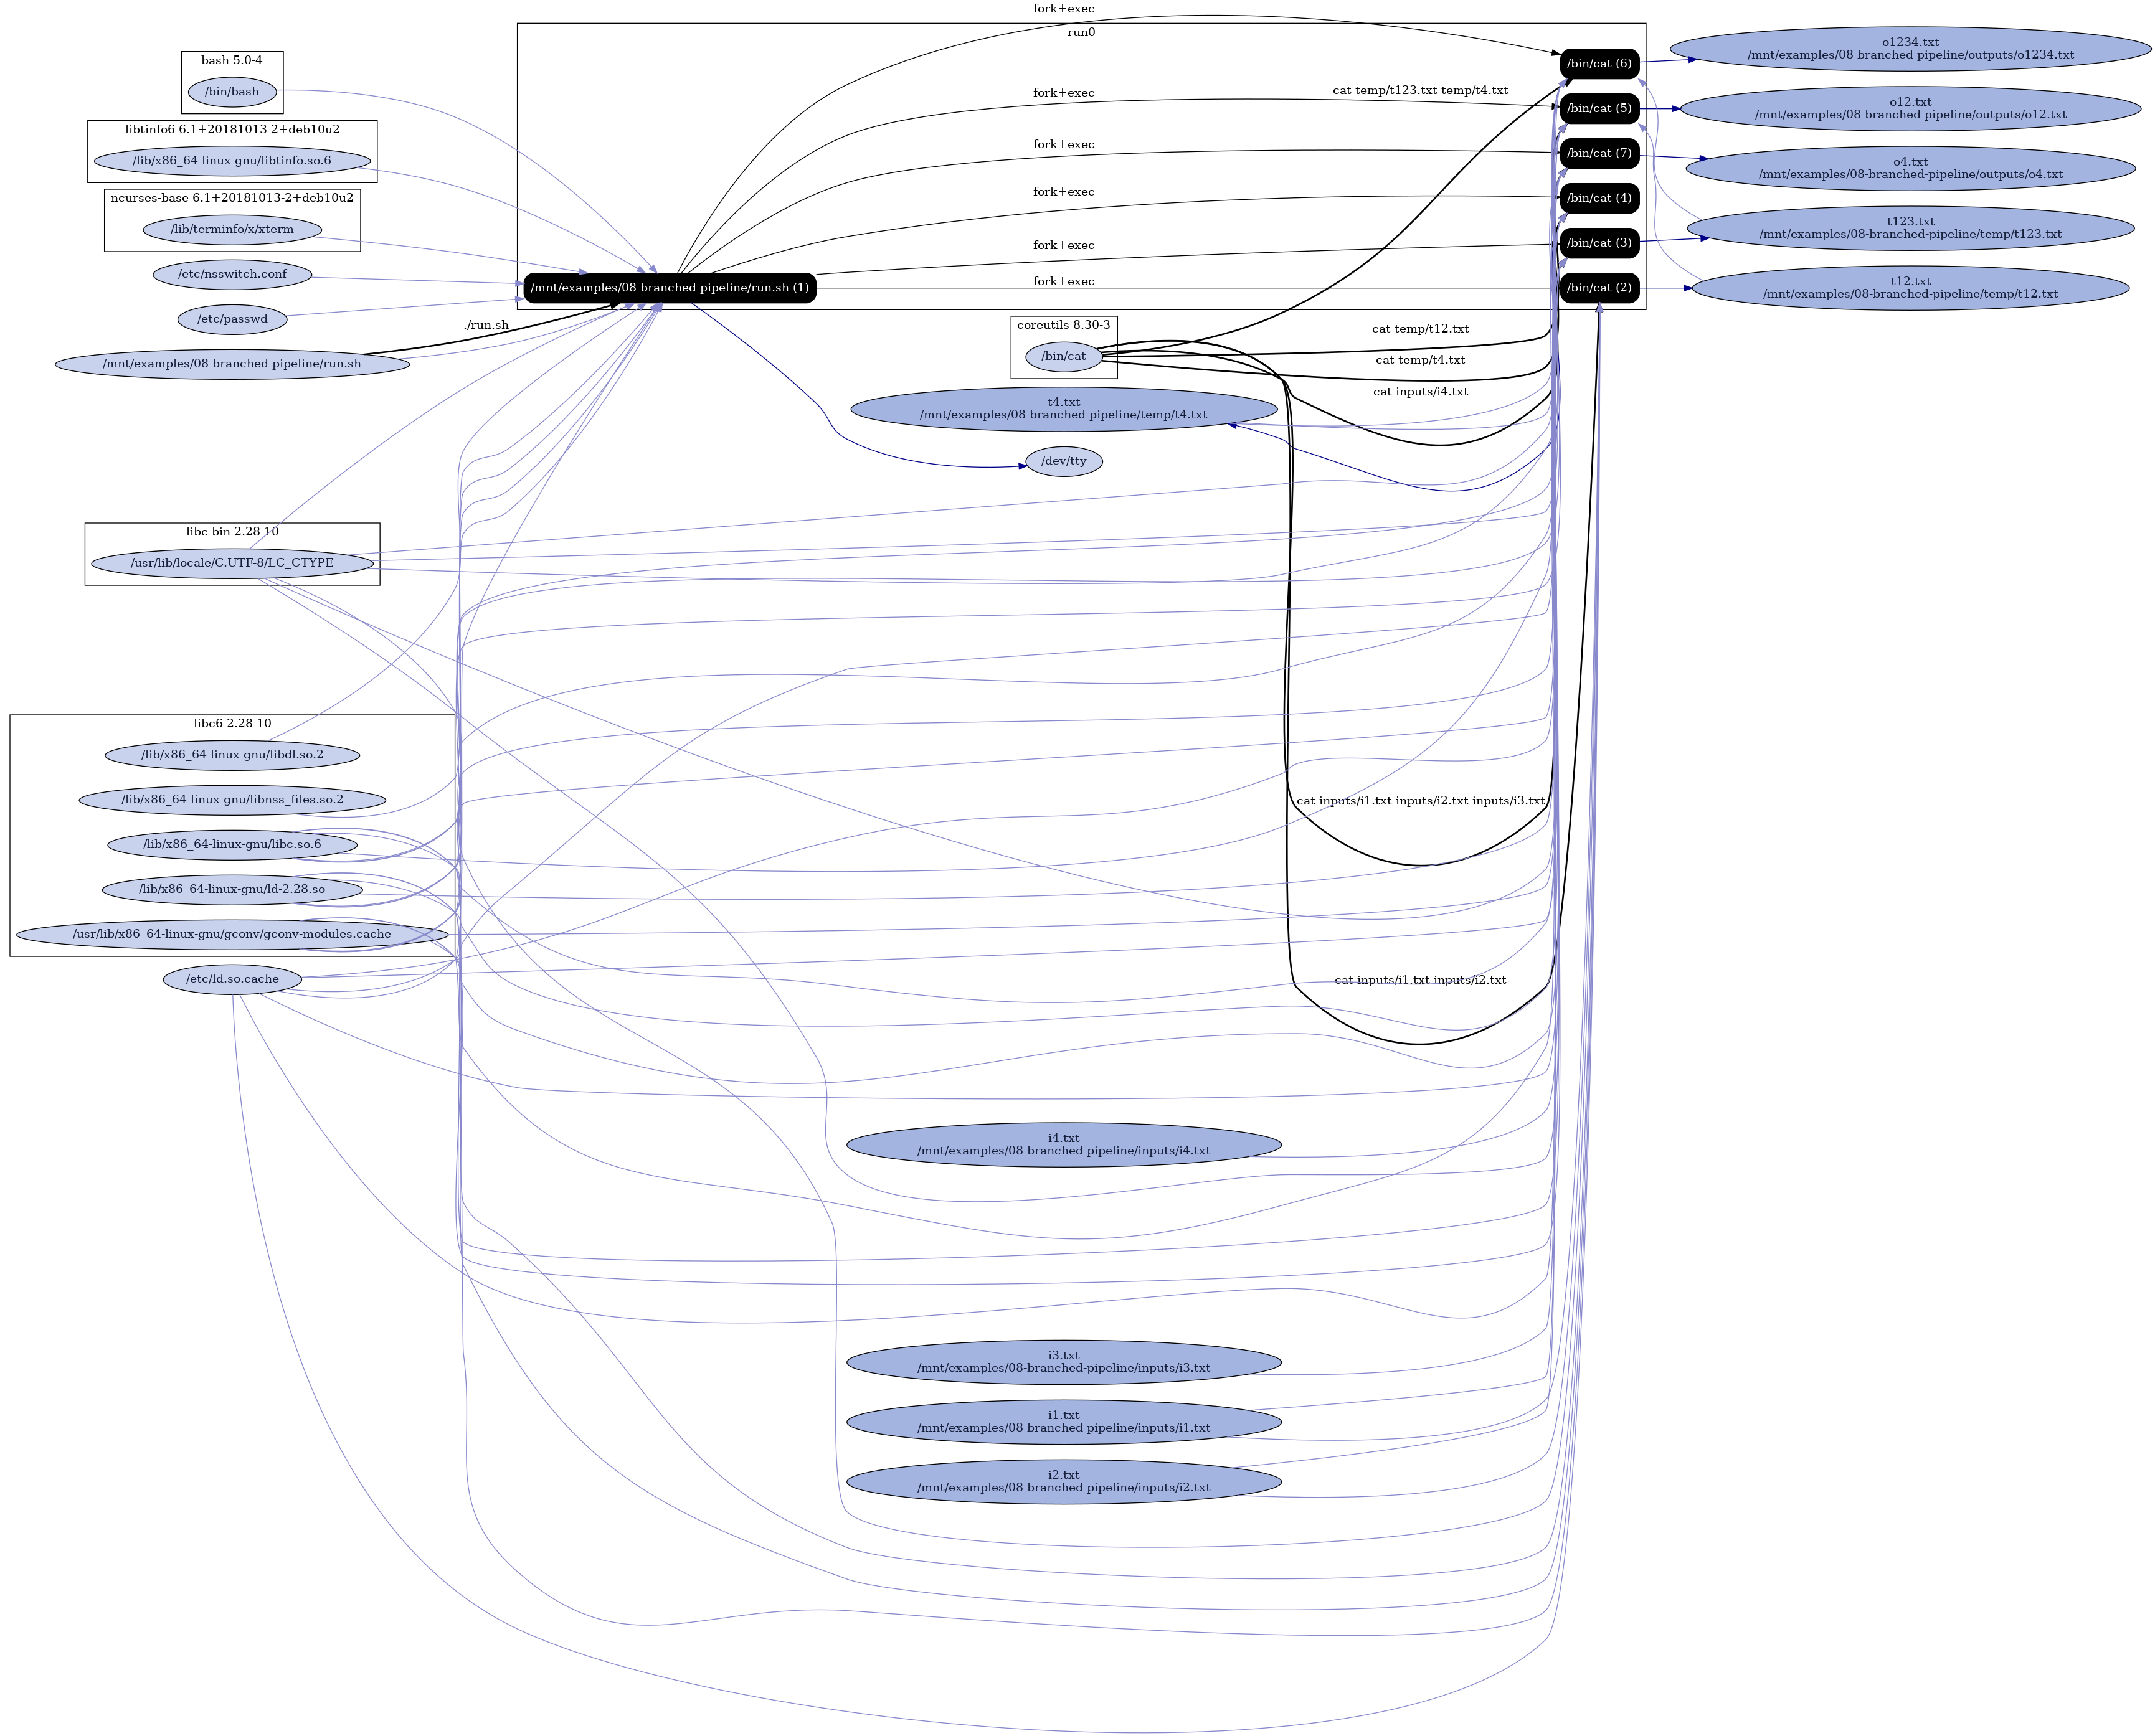 fork+exec
run0
bash 5.0-4
/bin/bash
libtinfo6 6.1+20181013-2+deb10u2
/lib/x86_64-linux-gnu/libtinfo.so.6
ncurses-base 6.1+20181013-2+deb10u2
/lib/terminfo/x/xterm
/etc/nsswitch.conf
/etc/passwd
/mnt/examples/08-branched-pipeline/run.sh
./run.sh
/mnt/examples/08-branched-pipeline/run.sh (1)
fork+exec
fork+exec
fork+exec
fork+exec
fork+exec
cat temp/t123.txt temp/t4.txt
/bin/cat (6)
/bin/cat (5)
/bin/cat (7)
/bin/cat (4)
/bin/cat (3)
/bin/cat (2)
o1234.txt
/mnt/examples/08-branched-pipeline/outputs/o1234.txt
o12.txt
/mnt/examples/08-branched-pipeline/outputs/o12.txt
o4.txt
/mnt/examples/08-branched-pipeline/outputs/o4.txt
t123.txt
/mnt/examples/08-branched-pipeline/temp/t123.txt
t12.txt
/mnt/examples/08-branched-pipeline/temp/t12.txt
coreutils 8.30-3
/bin/cat
cat temp/t12.txt
cat temp/t4.txt
cat inputs/i4.txt
t4.txt
/mnt/examples/08-branched-pipeline/temp/t4.txt
/dev/tty
libc-bin 2.28-10
/usr/lib/locale/C.UTF-8/LC_CTYPE
libc6 2.28-10
/lib/x86_64-linux-gnu/libdl.so.2
/lib/x86_64-linux-gnu/libnss_files.so.2
/lib/x86_64-linux-gnu/libc.so.6
/lib/x86_64-linux-gnu/ld-2.28.so
/usr/lib/x86_64-linux-gnu/gconv/gconv-modules.cache
/etc/ld.so.cache
cat inputs/i1.txt inputs/i2.txt inputs/i3.txt
cat inputs/i1.txt inputs/i2.txt
i4.txt
/mnt/examples/08-branched-pipeline/inputs/i4.txt
i3.txt
/mnt/examples/08-branched-pipeline/inputs/i3.txt
i1.txt
/mnt/examples/08-branched-pipeline/inputs/i1.txt
i2.txt
/mnt/examples/08-branched-pipeline/inputs/i2.txt